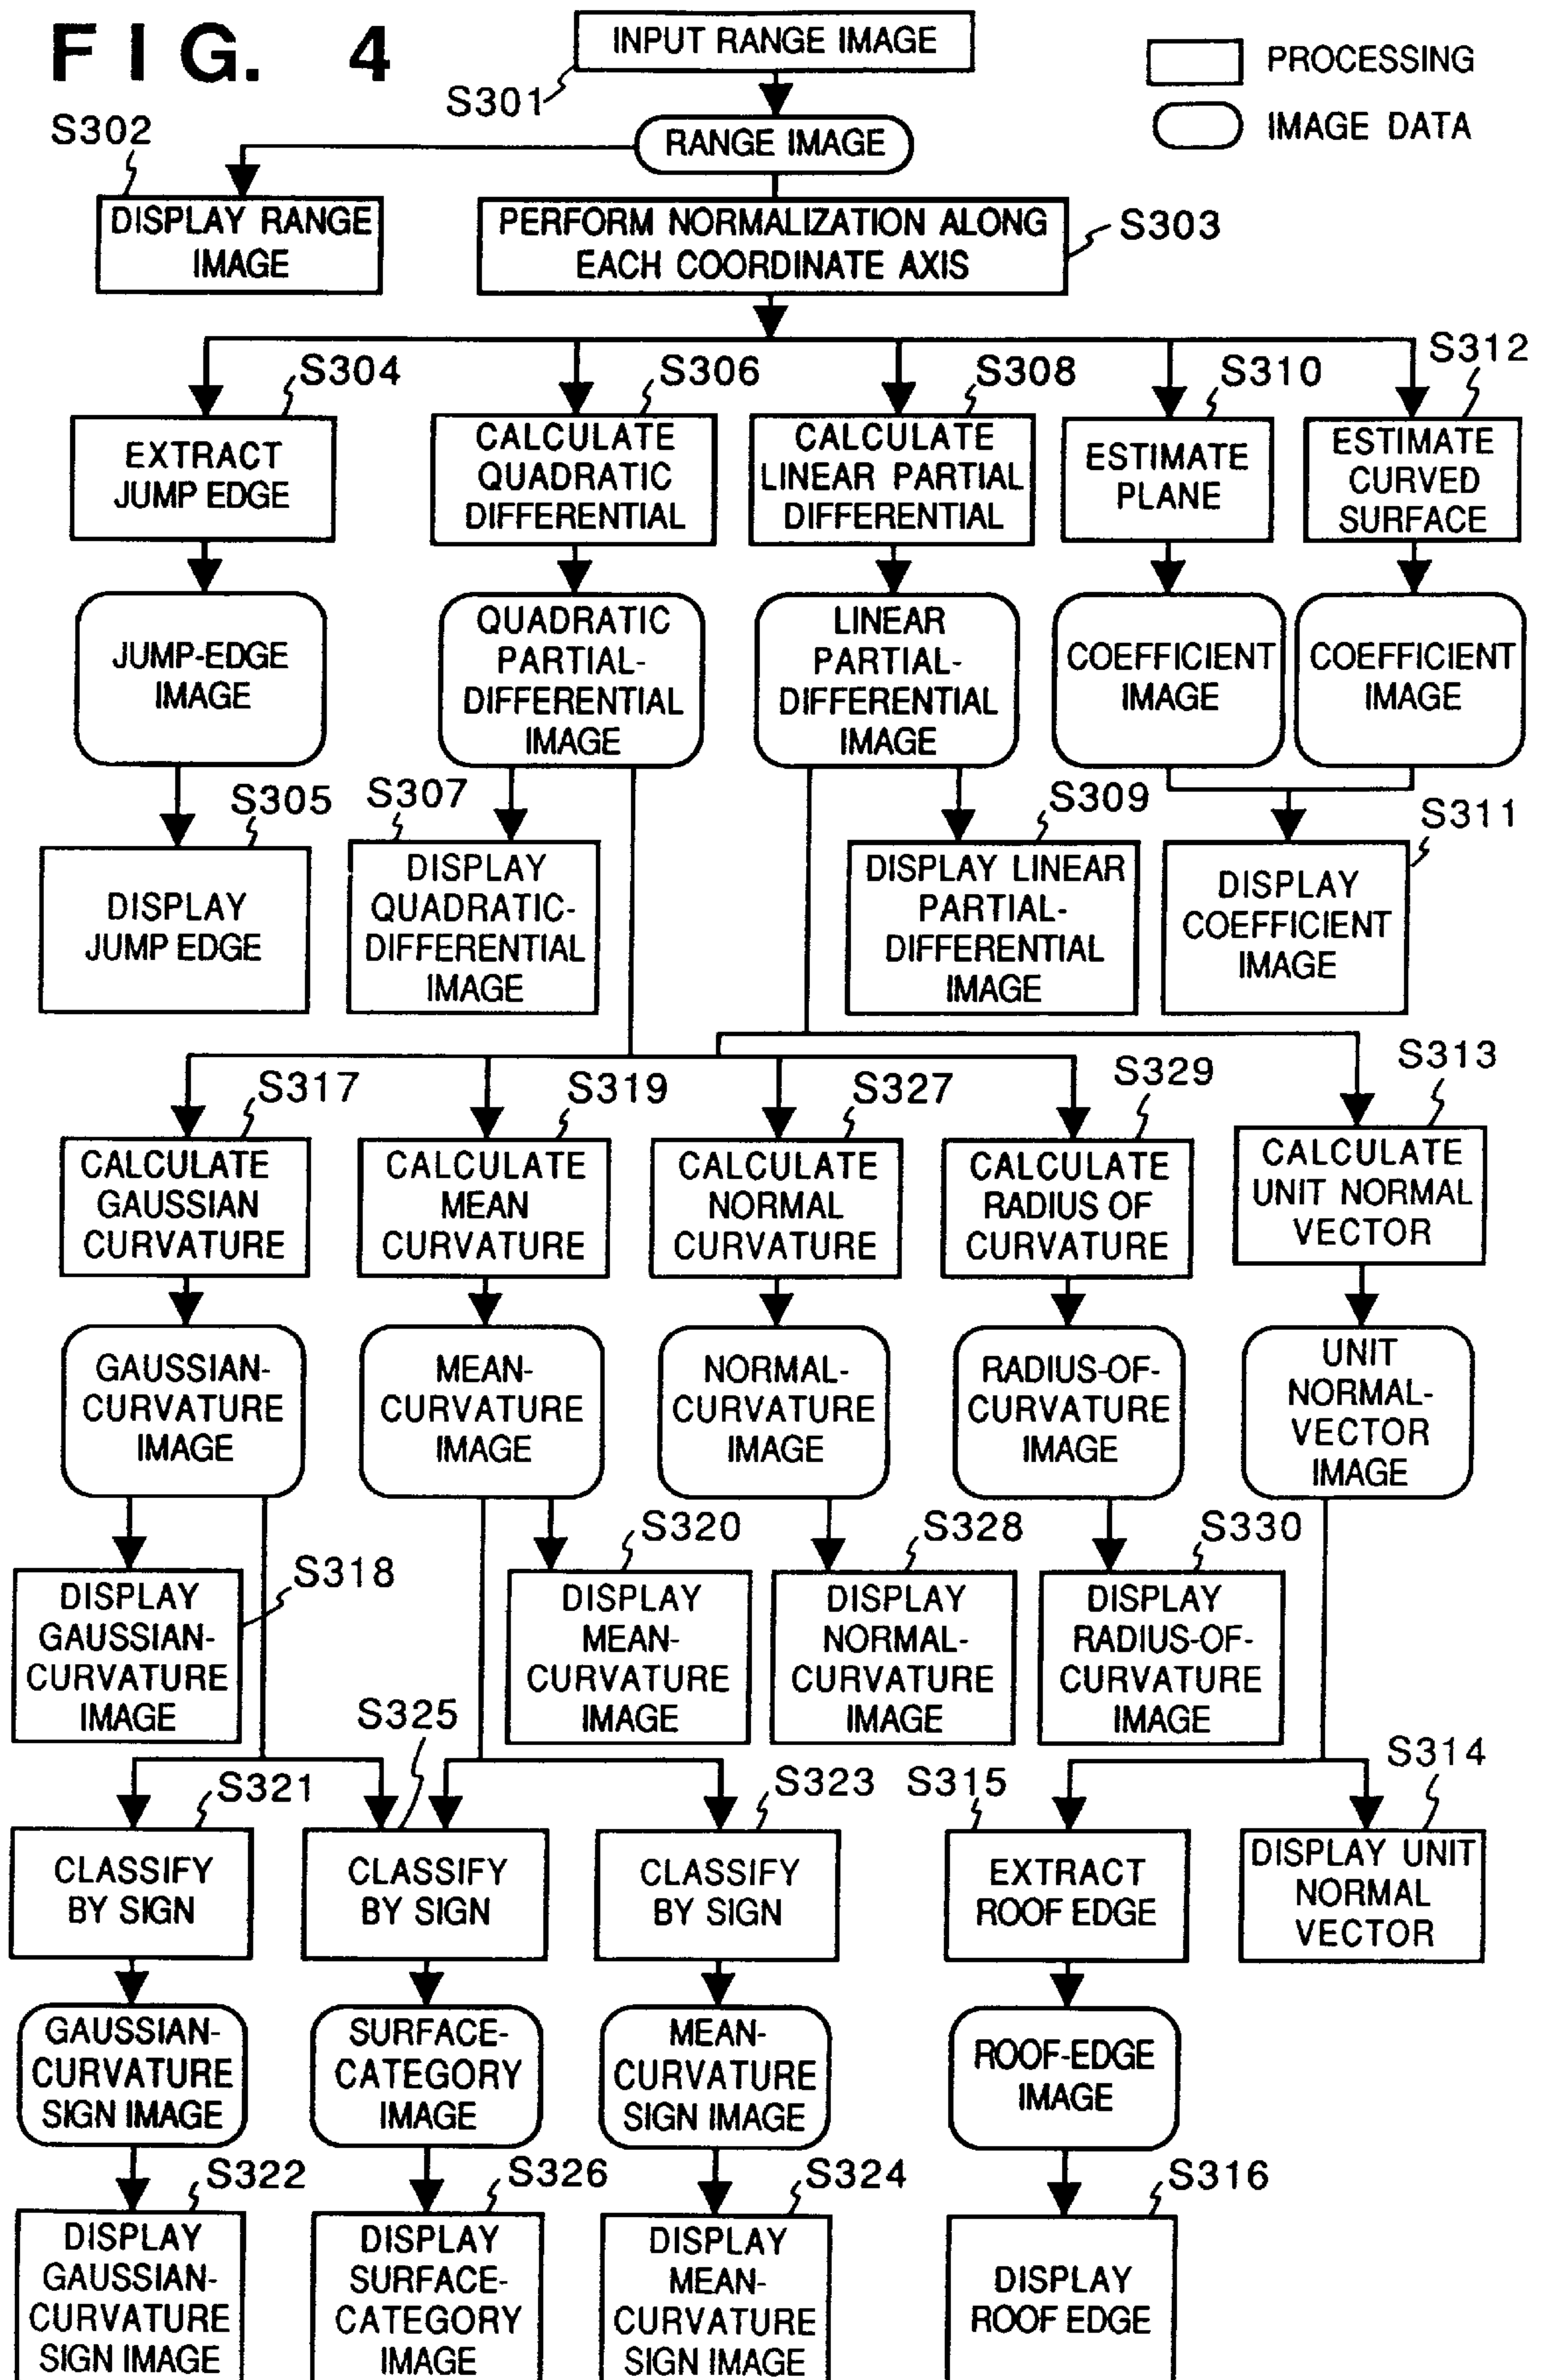 FIG. 4
INPUT RANGE IMAGE
PROCESSING
S301
IMAGE DATA
S302
RANGE IMAGE
DISPLAY RANGE
IMAGE
PERFORM NORMALIZATION ALONG
EACH COORDINATE AXIS
S303
S304
S306
S308
S310
S312
EXTRACT
JUMP EDGE
CALCULATE
QUADRATIC
DIFFERENTIAL
CALCULATE
LINEAR PARTIAL
DIFFERENTIAL
ESTIMATE
PLANE
ESTIMATE
CURVED
SURFACE
JUMP-EDGE
IMAGE
QUADRATIC
PARTIAL-
DIFFERENTIAL
IMAGE
LINEAR
PARTIAL-
DIFFERENTIAL
IMAGE
COEFFICIENT
IMAGE
COEFFICIENT
IMAGE
S305
S307
S309
S311
DISPLAY
JUMP EDGE
DISPLAY
QUADRATIC-
DIFFERENTIAL
IMAGE
DISPLAY LINEAR
PARTIAL-
DIFFERENTIAL
IMAGE
DISPLAY
COEFFICIENT
IMAGE
S317
S319
S327
S329
S313
CALCULATE
GAUSSIAN
CURVATURE
CALCULATE
MEAN
CURVATURE
CALCULATE
NORMAL
CURVATURE
CALCULATE
RADIUS OF
CURVATURE
CALCULATE
UNIT NORMAL
VECTOR
GAUSSIAN-
CURVATURE
IMAGE
MEAN-
CURVATURE
IMAGE
NORMAL-
CURVATURE
IMAGE
RADIUS-OF-
CURVATURE
IMAGE
UNIT
NORMAL-
VECTOR
IMAGE
S318
S320
S328
S330
DISPLAY
GAUSSIAN-
CURVATURE
IMAGE
DISPLAY
MEAN-
CURVATURE
IMAGE
DISPLAY
NORMAL-
CURVATURE
IMAGE
DISPLAY
RADIUS-OF-
CURVATURE
IMAGE
S321
S325
S323
S315
S314
CLASSIFY
BY SIGN
CLASSIFY
BY SIGN
CLASSIFY
BY SIGN
EXTRACT
ROOF EDGE
DISPLAY UNIT
NORMAL
VECTOR
GAUSSIAN-
CURVATURE
SIGN IMAGE
SURFACE-
CATEGORY
IMAGE
MEAN-
CURVATURE
SIGN IMAGE
ROOF-EDGE
IMAGE
S322
S326
S324
S316
DISPLAY
GAUSSIAN-
CURVATURE
SIGN IMAGE
DISPLAY
SURFACE-
CATEGORY
IMAGE
DISPLAY
MEAN-
CURVATURE
SIGN IMAGE
DISPLAY
ROOF EDGE